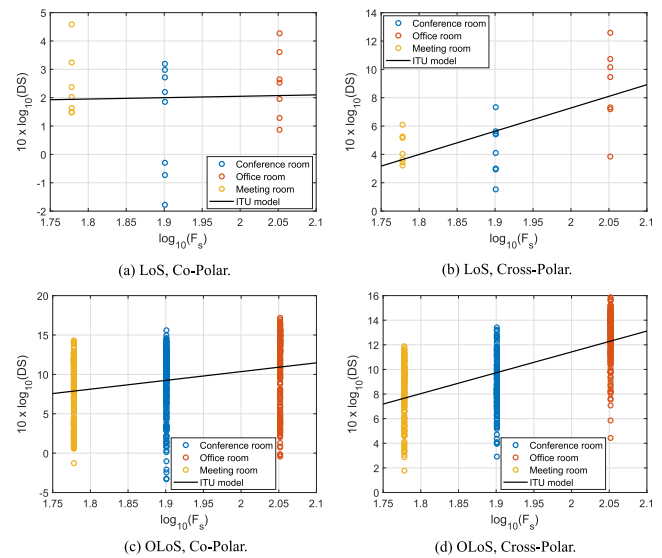 5
4
3
2
1
0
-1
-2
10 x log10(DS)
1.75 1.8 1.85 1.9 1.95 2 2.05 2.1
log10(Fs)
Conference room
Office room
Meeting room
ITU model
(a) LoS, Co-Polar.
14
12
10
8
6
4
2
0
10 x log10(DS)
1.75 1.8 1.85 1.9 1.95 2 2.05 2.1
log10(Fs)
Conference room
Office room
Meeting room
ITU model
(b) LoS, Cross-Polar.
20
15
10
5
0
-5
10 x log10(DS)
1.75 1.8 1.85 1.9 1.95 2 2.05 2.1
log10(Fs)
Conference room
Office room
Meeting room
ITU model
(c) OLoS, Co-Polar.
16
14
12
10
8
6
4
2
0
10 x log10(DS)
1.75 1.8 1.85 1.9 1.95 2 2.05 2.1
log10(Fs)
Conference room
Office room
Meeting room
ITU model
(d) OLoS, Cross-Polar.